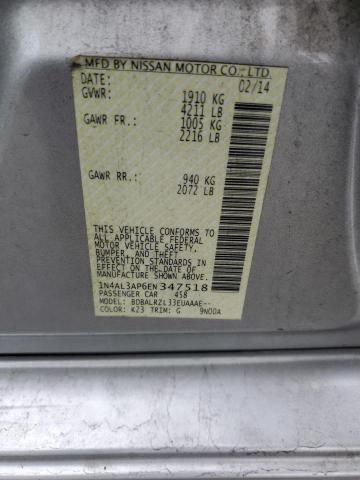 MFD BY NISSAN MOTOR CO., LTD.
DATE: 02/14
GVWR: 1910 KG
4211 LB
GAWR FR.: 1005 KG
2216 LB
GAWR RR.: 940 KG
2072 LB
THIS VEHICLE CONFORMS TO
ALL APPLICABLE FEDERAL
MOTOR VEHICLE SAFETY,
BUMPER, AND THEFT
PREVENTION STANDARDS
IN EFFECT ON THE DATE OF
MANUFACTURE SHOWN ABOVE.
1N4AL3AP6EN347518
PASSENGER CAR 458
MODEL: BDBALRZL33EUAAAE--
COLOR: K23 TRIM: G 9N0DA